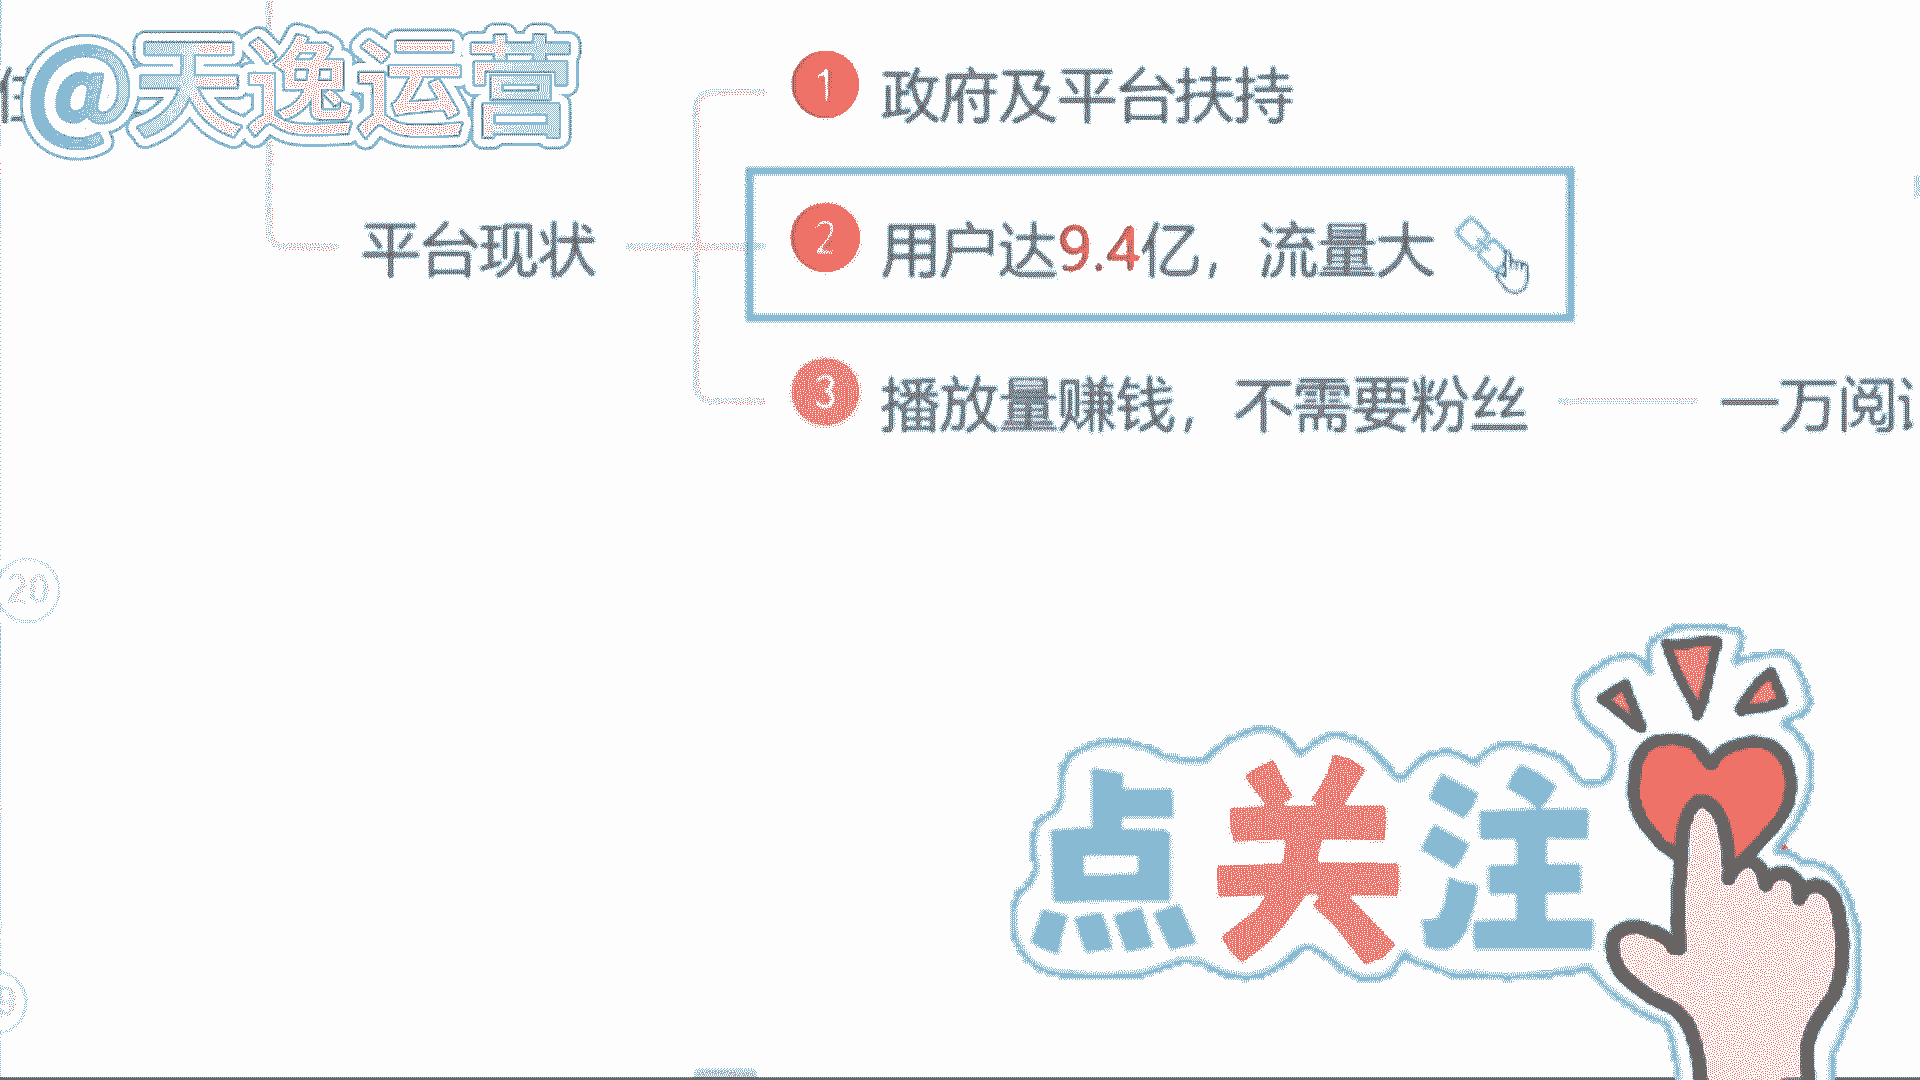 @天逸运营
1 政府及平台扶持
平台现状
2 用户达9.4亿，流量大
3 播放量赚钱，不需要粉丝
一万阅
20
点关注